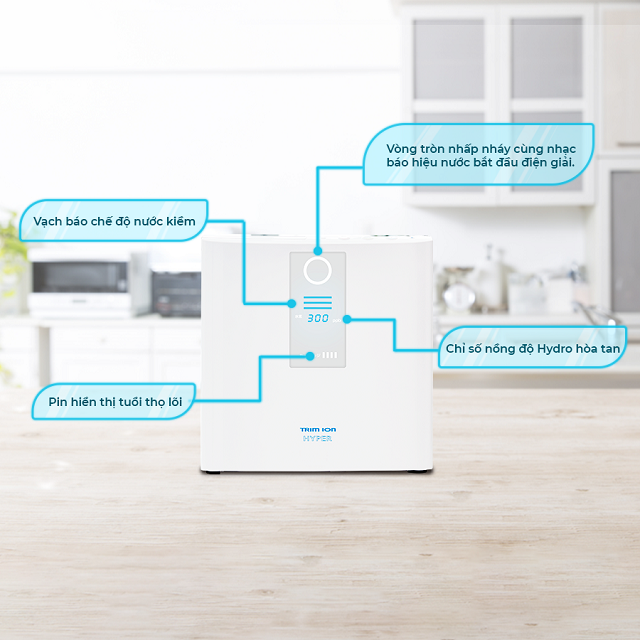 Vòng tròn nhấp nháy cùng nhạc
báo hiệu nước bắt đầu điện giải.
Vạch báo chế độ nước kiềm
300
Chỉ số nồng độ Hydro hòa tan
Pin hiển thị tuổi thọ lõi
TRIM ION
HYPER